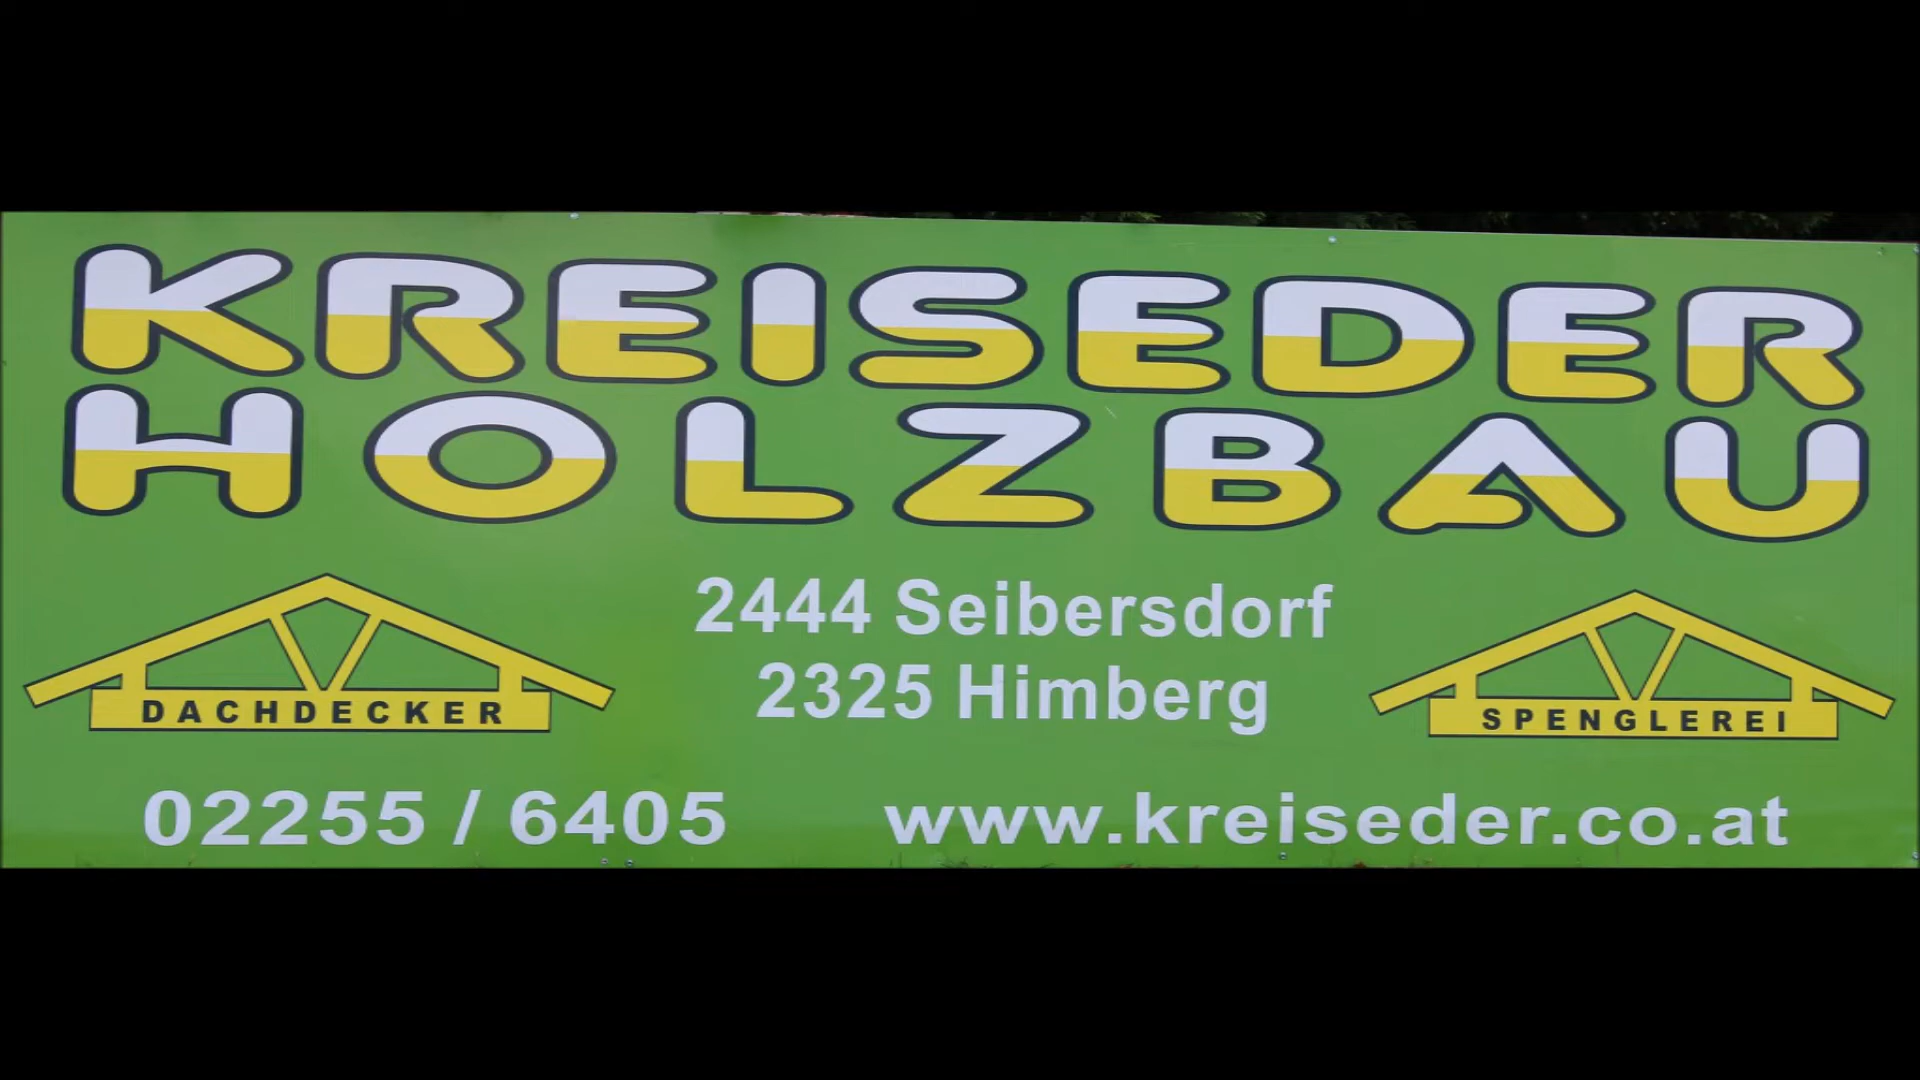 KREISEDER
HOLZBAU
2444 Seibersdorf
2325 Himberg
DACHDECKER
SPENGLEREI
02255 / 6405
www.kreiseder.co.at